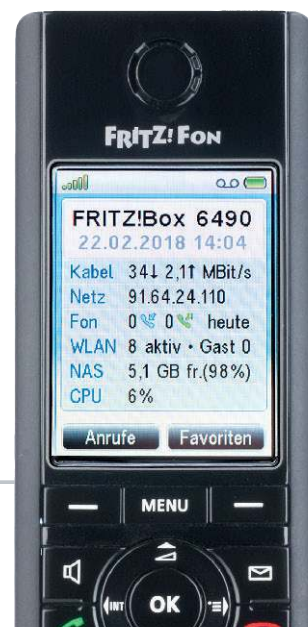 FRITZ! FON
FRITZ!Box 6490
22.02.2018 14:04
Kabel 34↓ 2,1↑ MBit/s
Netz 91.64.24.110
Fon 0 0 heute
WLAN 8 aktiv • Gast 0
NAS 5,1 GB fr.(98%)
CPU 6%
Anrufe Favoriten
MENU
INT OK